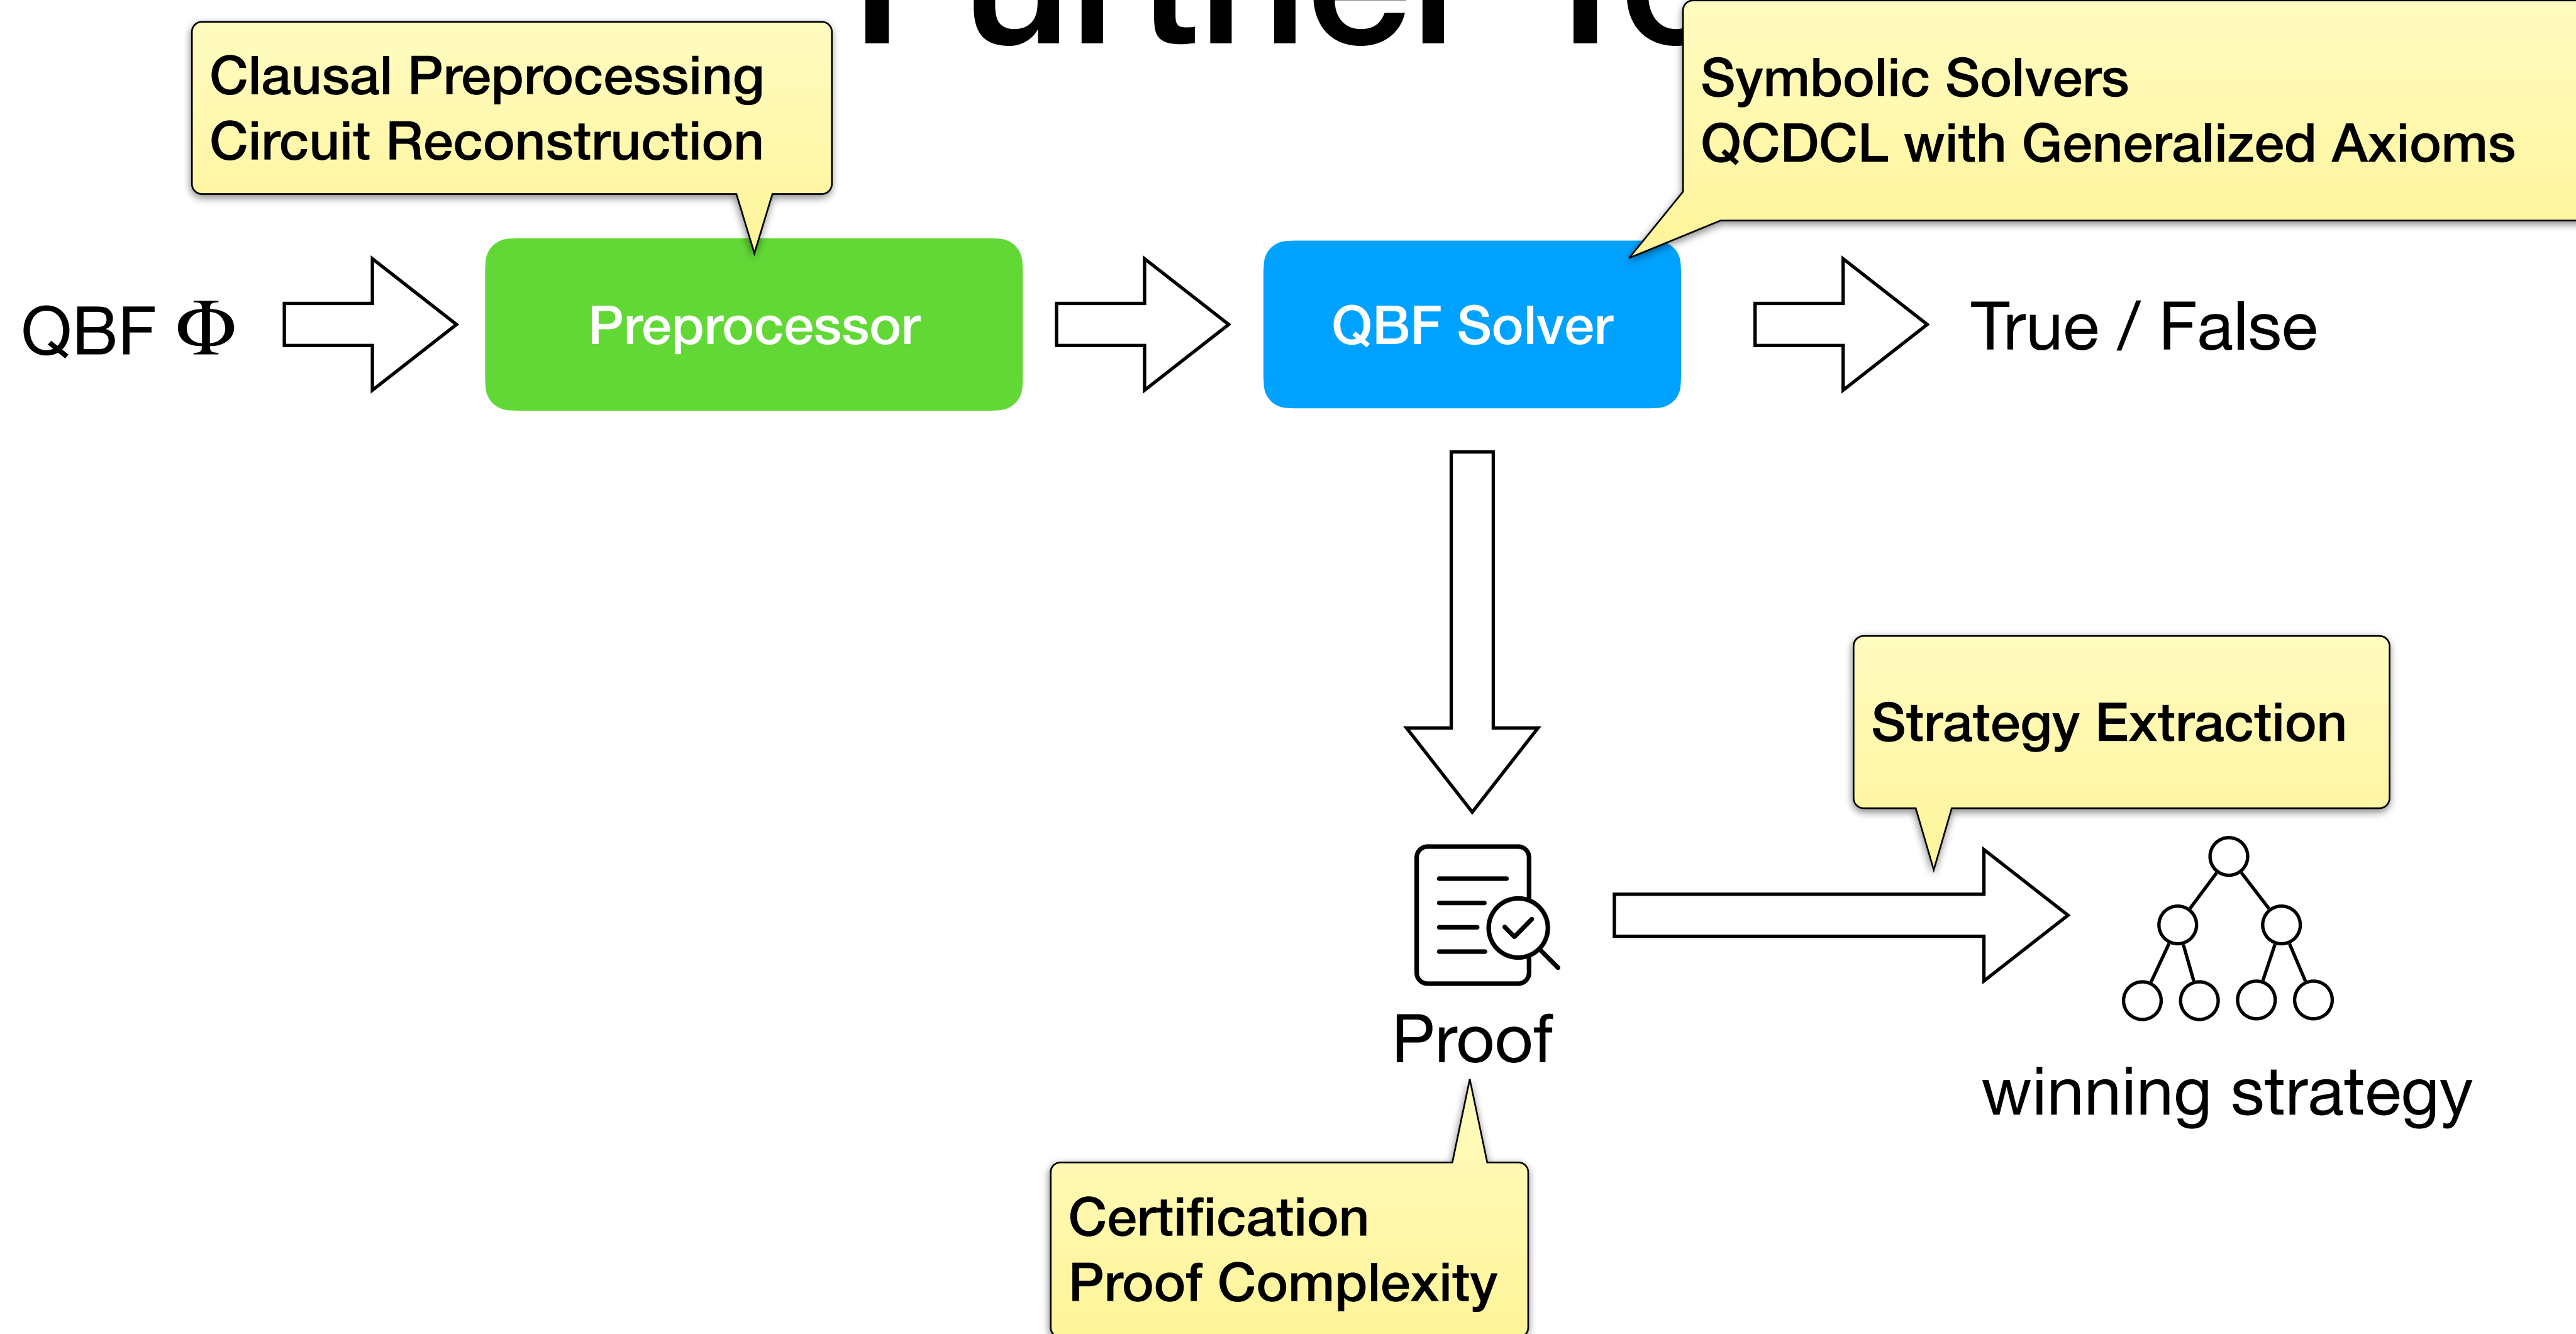 Further
Clausal Preprocessing
Circuit Reconstruction
Symbolic Solvers
QCDCL with Generalized Axioms
QBF Φ
Preprocessor
QBF Solver
True / False
Strategy Extraction
Proof
winning strategy
Certification
Proof Complexity